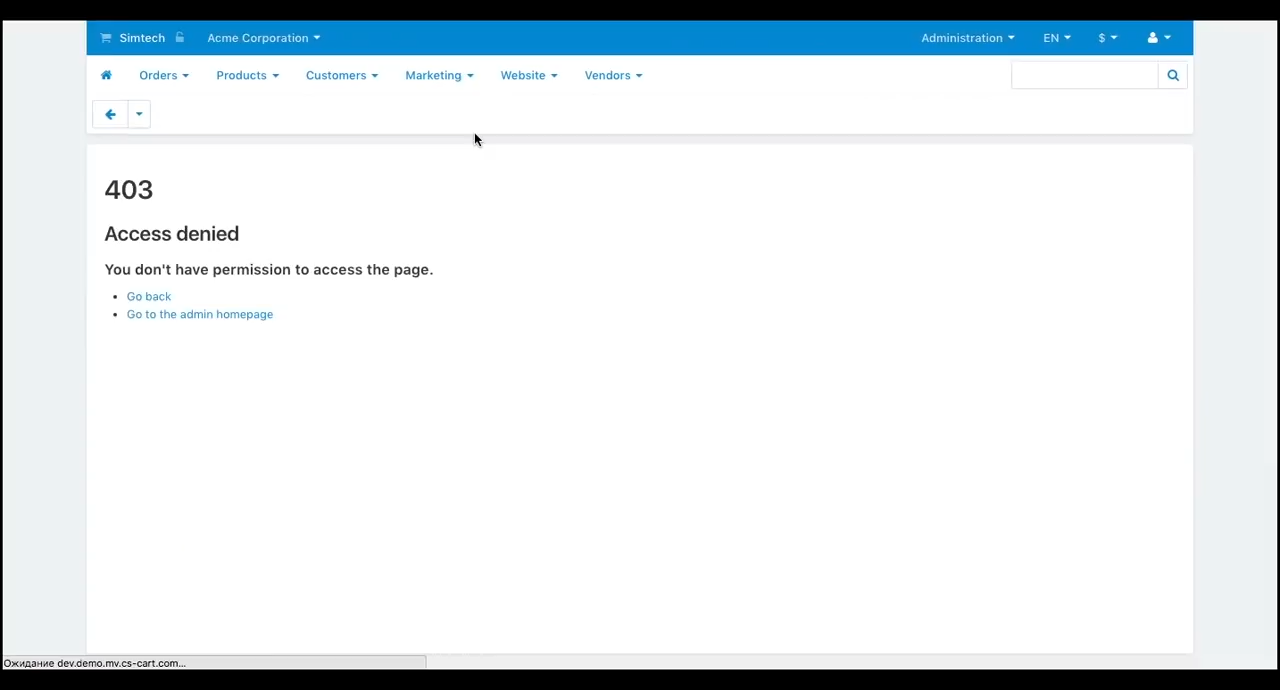 Simtech Acme Corporation Administration EN $
Orders Products Customers Marketing Website Vendors
403
Access denied
You don't have permission to access the page.
Go back
Go to the admin homepage
Ожидание dev.demo.mv.cs-cart.com...